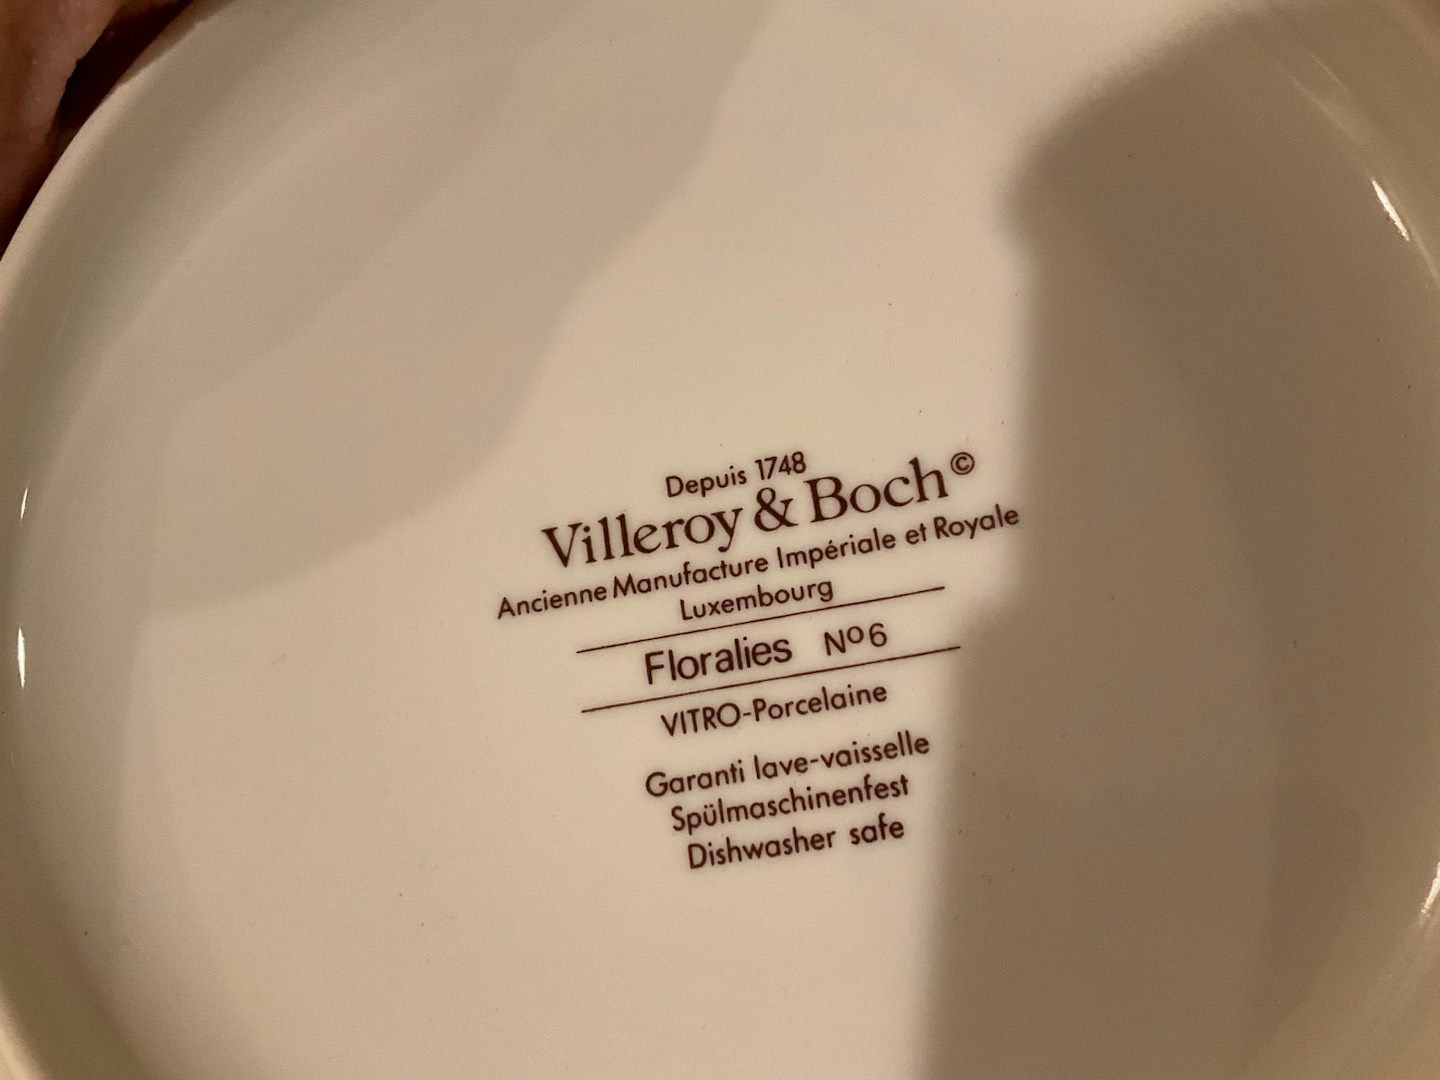 Depuis 1748
Villeroy & Boch©
Ancienne Manufacture Impériale et Royale
Luxembourg
Floralies Nº6
VITRO-Porcelaine
Garanti lave-vaisselle
Spülmaschinenfest
Dishwasher safe